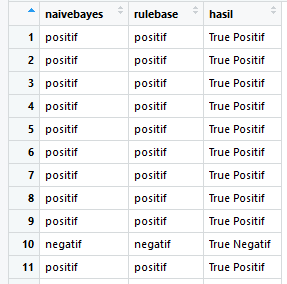 naivebayes rulebase hasil
1 positif positif True Positif
2 positif positif True Positif
3 positif positif True Positif
4 positif positif True Positif
5 positif positif True Positif
6 positif positif True Positif
7 positif positif True Positif
8 positif positif True Positif
9 positif positif True Positif
10 negatif negatif True Negatif
11 positif positif True Positif